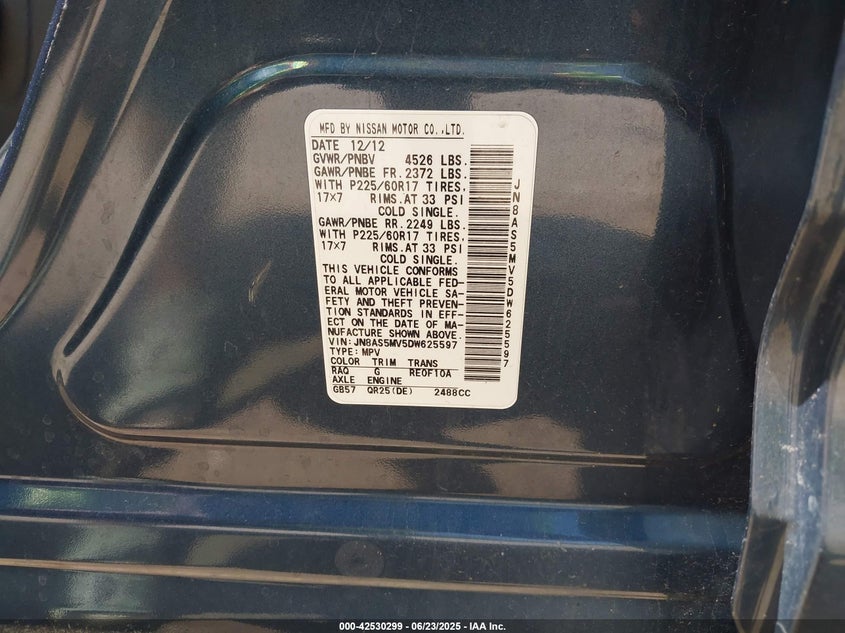 MFD BY NISSAN MOTOR CO.,LTD.
DATE 12/12
GVWR/PNBV 4526 LBS.
GAWR/PNBE FR. 2372 LBS.
WITH P225/60R17 TIRES.
17×7 RIMS.AT 33 PSI
COLD SINGLE.
GAWR/PNBE RR. 2249 LBS.
WITH P225/60R17 TIRES.
17×7 RIMS.AT 33 PSI
COLD SINGLE.
THIS VEHICLE CONFORMS
TO ALL APPLICABLE FED-
ERAL MOTOR VEHICLE SA-
FETY AND THEFT PREVEN-
TION STANDARDS IN EFF-
ECT ON THE DATE OF MA-
NUFACTURE SHOWN ABOVE.
VIN: JN8AS5MV5DW625597
TYPE: MPV
COLOR TRIM TRANS
RAQ G RE0F10A
AXLE ENGINE
GB57 QR25(DE) 2488CC
JN8AS5MV5DW625597
000-42530299 - 06/23/2025 - IAA Inc.